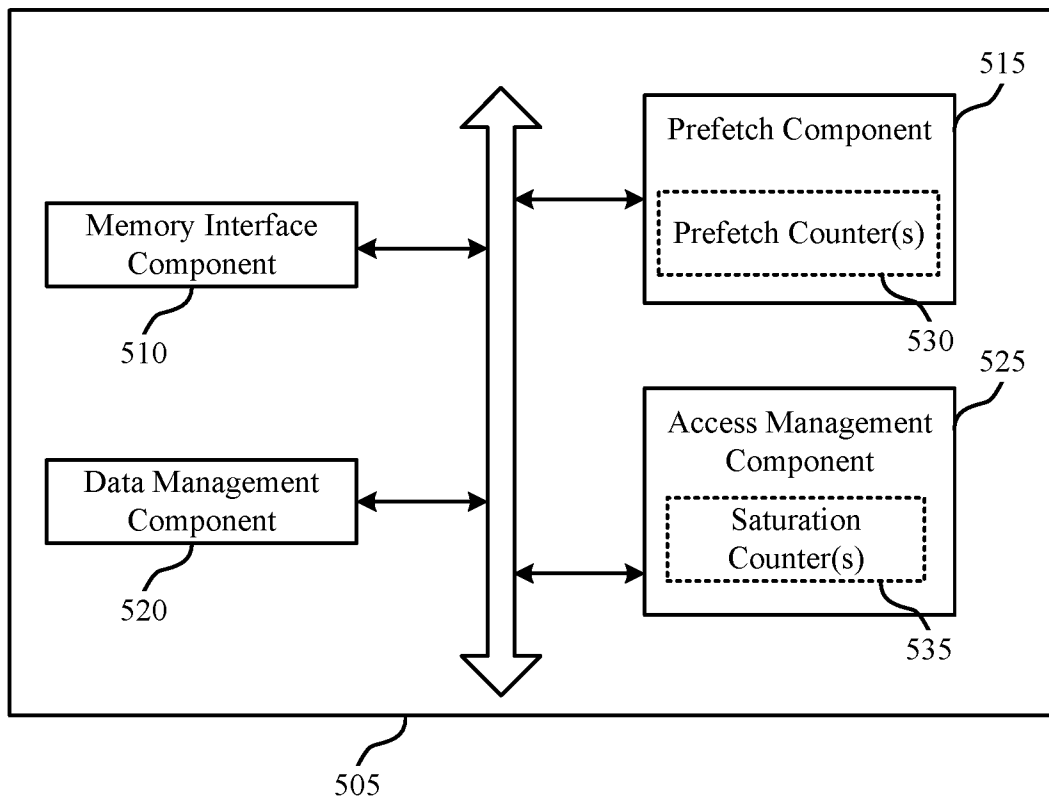 515
Prefetch Component
Prefetch Counter(s)
530
Memory Interface
Component
510
525
Access Management
Component
Saturation
Counter(s)
535
Data Management
Component
520
505